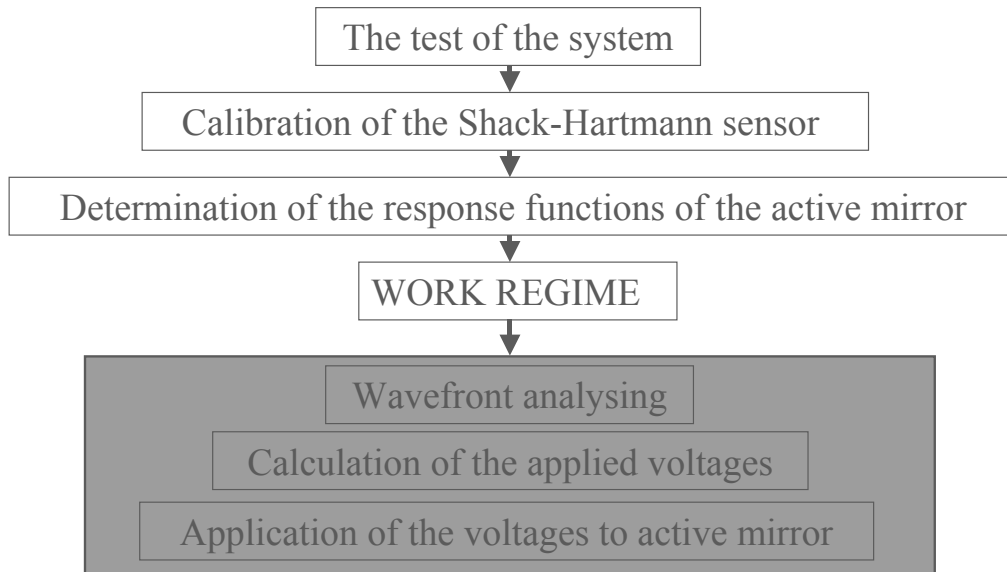 The test of the system
Calibration of the Shack-Hartmann sensor
Determination of the response functions of the active mirror
WORK REGIME
Wavefront analysing
Calculation of the applied voltages
Application of the voltages to active mirror